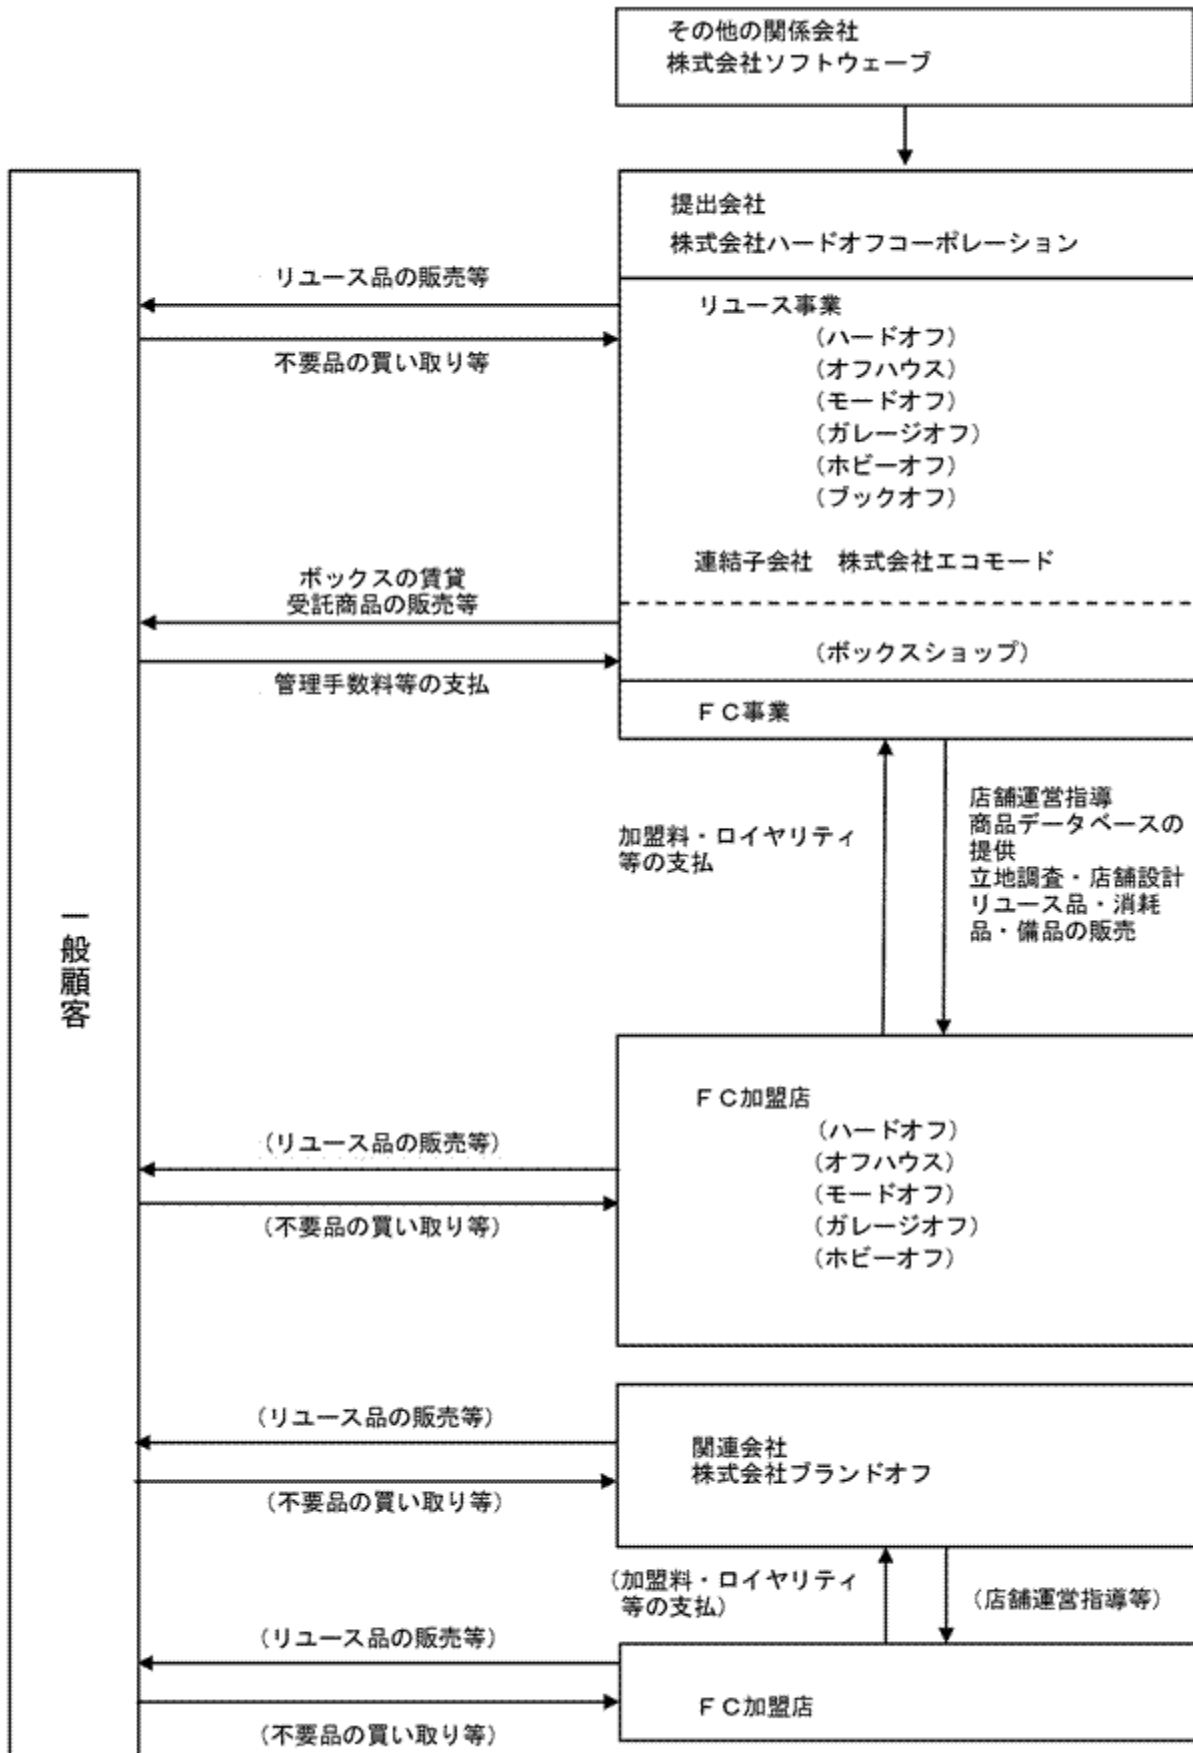 その他の関係会社
株式会社ソフトウェーブ
提出会社
株式会社ハードオフコーポレーション
リユース品の販売等
不要品の買い取り等
リユース事業
(ハードオフ)
(オフハウス)
(モードオフ)
(ガレージオフ)
(ホビーオフ)
(ブックオフ)
連結子会社　株式会社エコモード
ボックスの賃貸
受託商品の販売等
管理手数料等の支払
(ボックスショップ)
ＦＣ事業
加盟料・ロイヤリティ
等の支払
店舗運営指導
商品データベースの
提供
立地調査・店舗設計
リユース品・消耗
品・備品の販売
一般顧客
ＦＣ加盟店
(ハードオフ)
(オフハウス)
(モードオフ)
(ガレージオフ)
(ホビーオフ)
(リユース品の販売等)
(不要品の買い取り等)
(リユース品の販売等)
(不要品の買い取り等)
関連会社
株式会社ブランドオフ
(加盟料・ロイヤリティ
等の支払)
(店舗運営指導等)
(リユース品の販売等)
(不要品の買い取り等)
ＦＣ加盟店